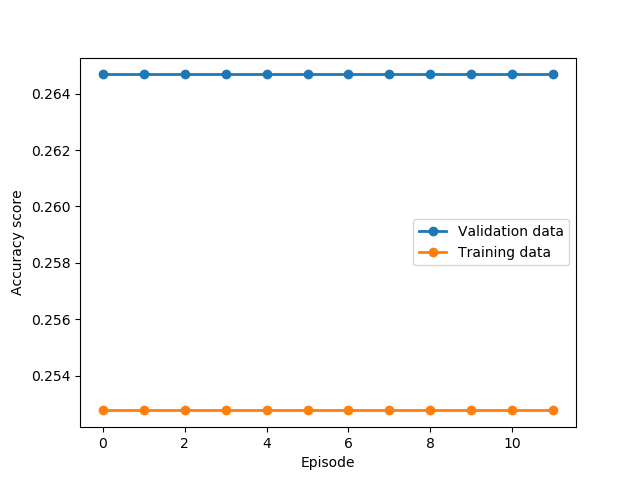 0.264
0.262
0.260
0.258
0.256
0.254
Accuracy score
Validation data
Training data
0 2 4 6 8 10
Episode